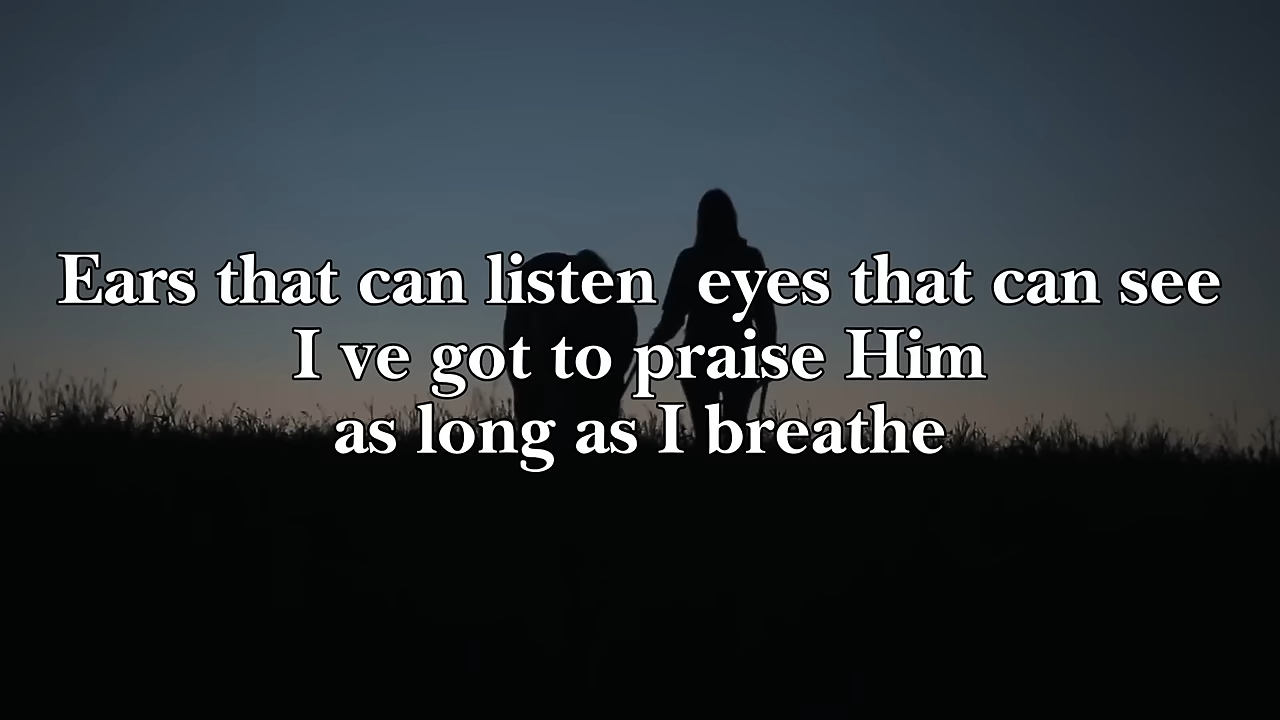 Ears that can listen  eyes that can see
I ve got to praise Him
as long as I breathe